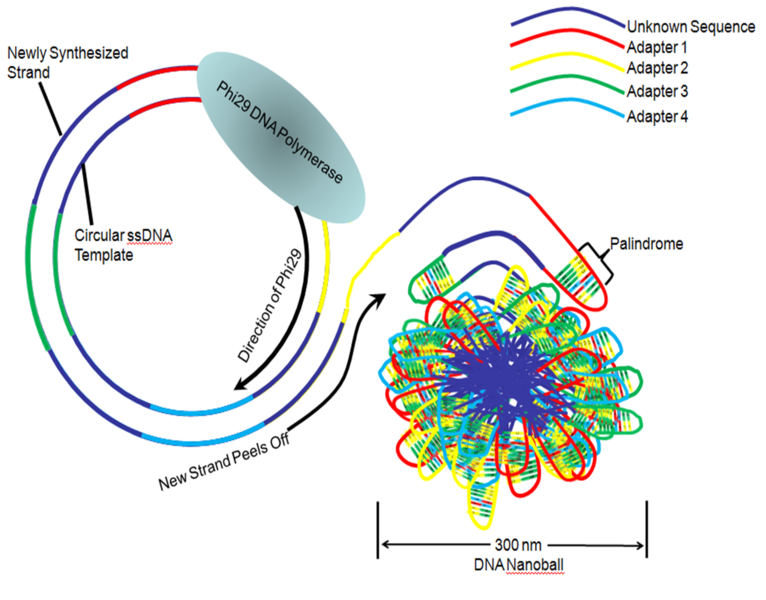 Unknown Sequence
Adapter 1
Adapter 2
Adapter 3
Adapter 4
Newly Synthesized
Strand
Phi29 DNA Polymerase
Circular ssDNA
Template
Direction of Phi29
Palindrome
New Strand Peels Off
300 nm
DNA Nanoball